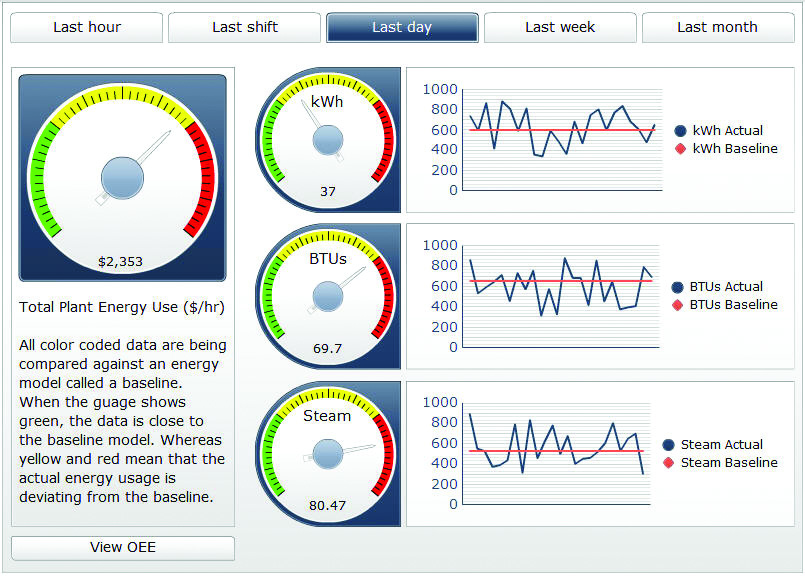 Last hour
Last shift
Last day
Last week
Last month
$2,353
Total Plant Energy Use ($/hr)
All color coded data are being
compared against an energy
model called a baseline.
When the guage shows
green, the data is close to
the baseline model. Whereas
yellow and red mean that the
actual energy usage is
deviating from the baseline.
View OEE
kWh
37
1000
800
600
400
200
0
kWh Actual
kWh Baseline
BTUs
69.7
1000
800
600
400
200
0
BTUs Actual
BTUs Baseline
Steam
80.47
1000
800
600
400
200
0
Steam Actual
Steam Baseline